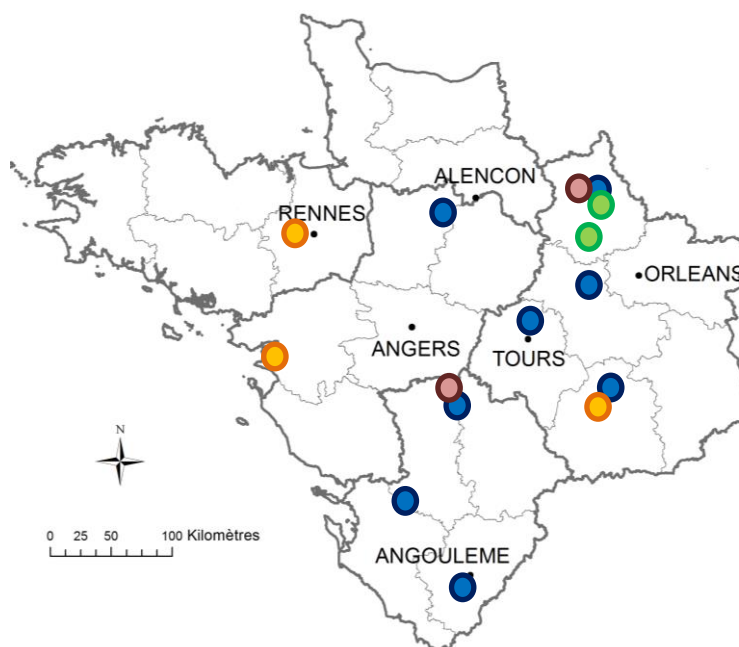 ALENCON
RENNES
ORLEANS
ANGERS
TOURS
N
0 25 50 100 Kilomètres
ANGOULEME